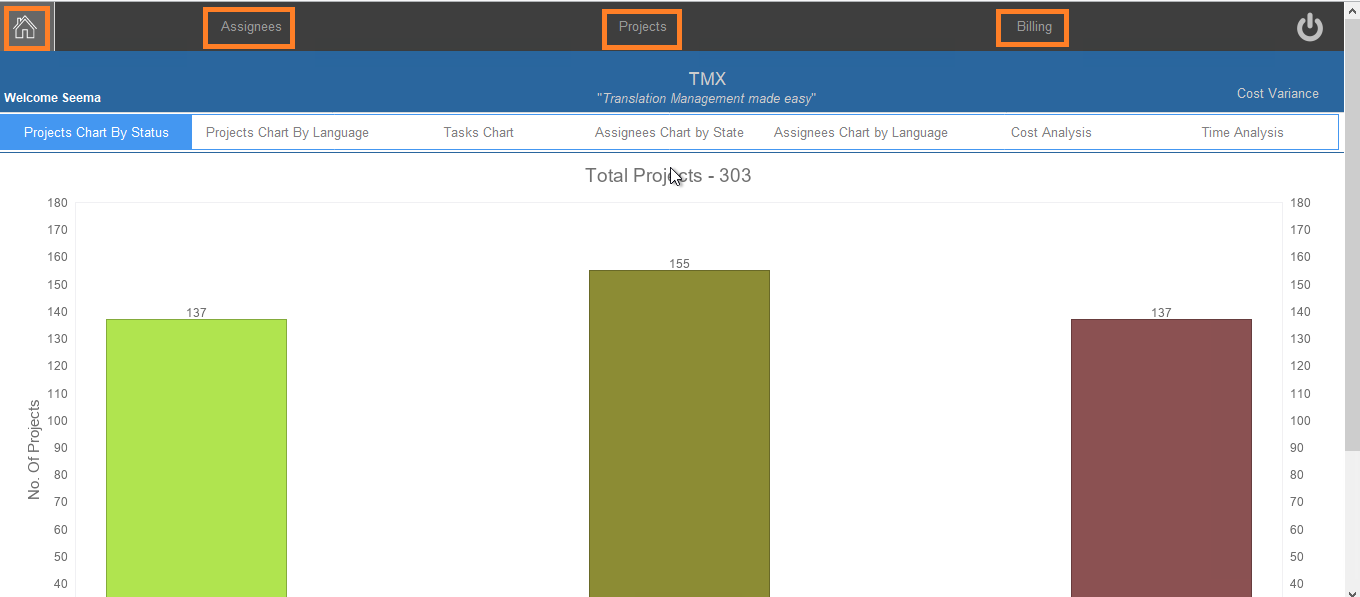 Assignees Projects Billing
TMX
"Translation Management made easy"
Welcome Seema
Cost Variance
Projects Chart By Status Projects Chart By Language Tasks Chart Assignees Chart by State Assignees Chart by Language Cost Analysis Time Analysis
Total Projects - 303
180 180
170 170
160 160
155
150 150
140 140
137 137
130 130
120 120
110 110
100 100
90 90
80 80
70 70
60 60
50 50
40 40
No. Of Projects